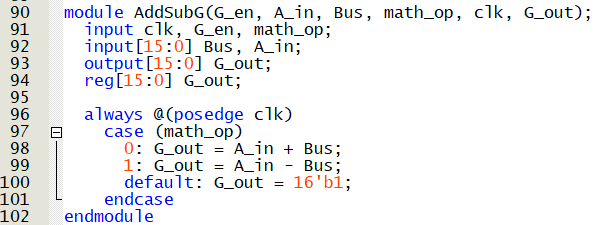 90 module AddSubG(G_en, A_in, Bus, math_op, clk, G_out);
91   input clk, G_en, math_op;
92   input[15:0] Bus, A_in;
93   output[15:0] G_out;
94   reg[15:0] G_out;
95
96   always @(posedge clk)
97     case (math_op)
98       0: G_out = A_in + Bus;
99       1: G_out = A_in - Bus;
100       default: G_out = 16'b1;
101     endcase
102 endmodule